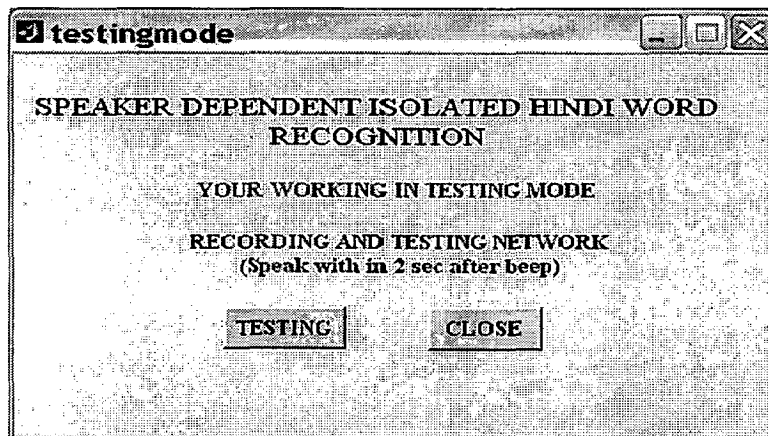 testingmode
SPEAKER DEPENDENT ISOLATED HINDI WORD
RECOGNITION
YOUR WORKING IN TESTING MODE
RECORDING AND TESTING NETWORK
(Speak with in 2 sec after beep)
TESTING CLOSE